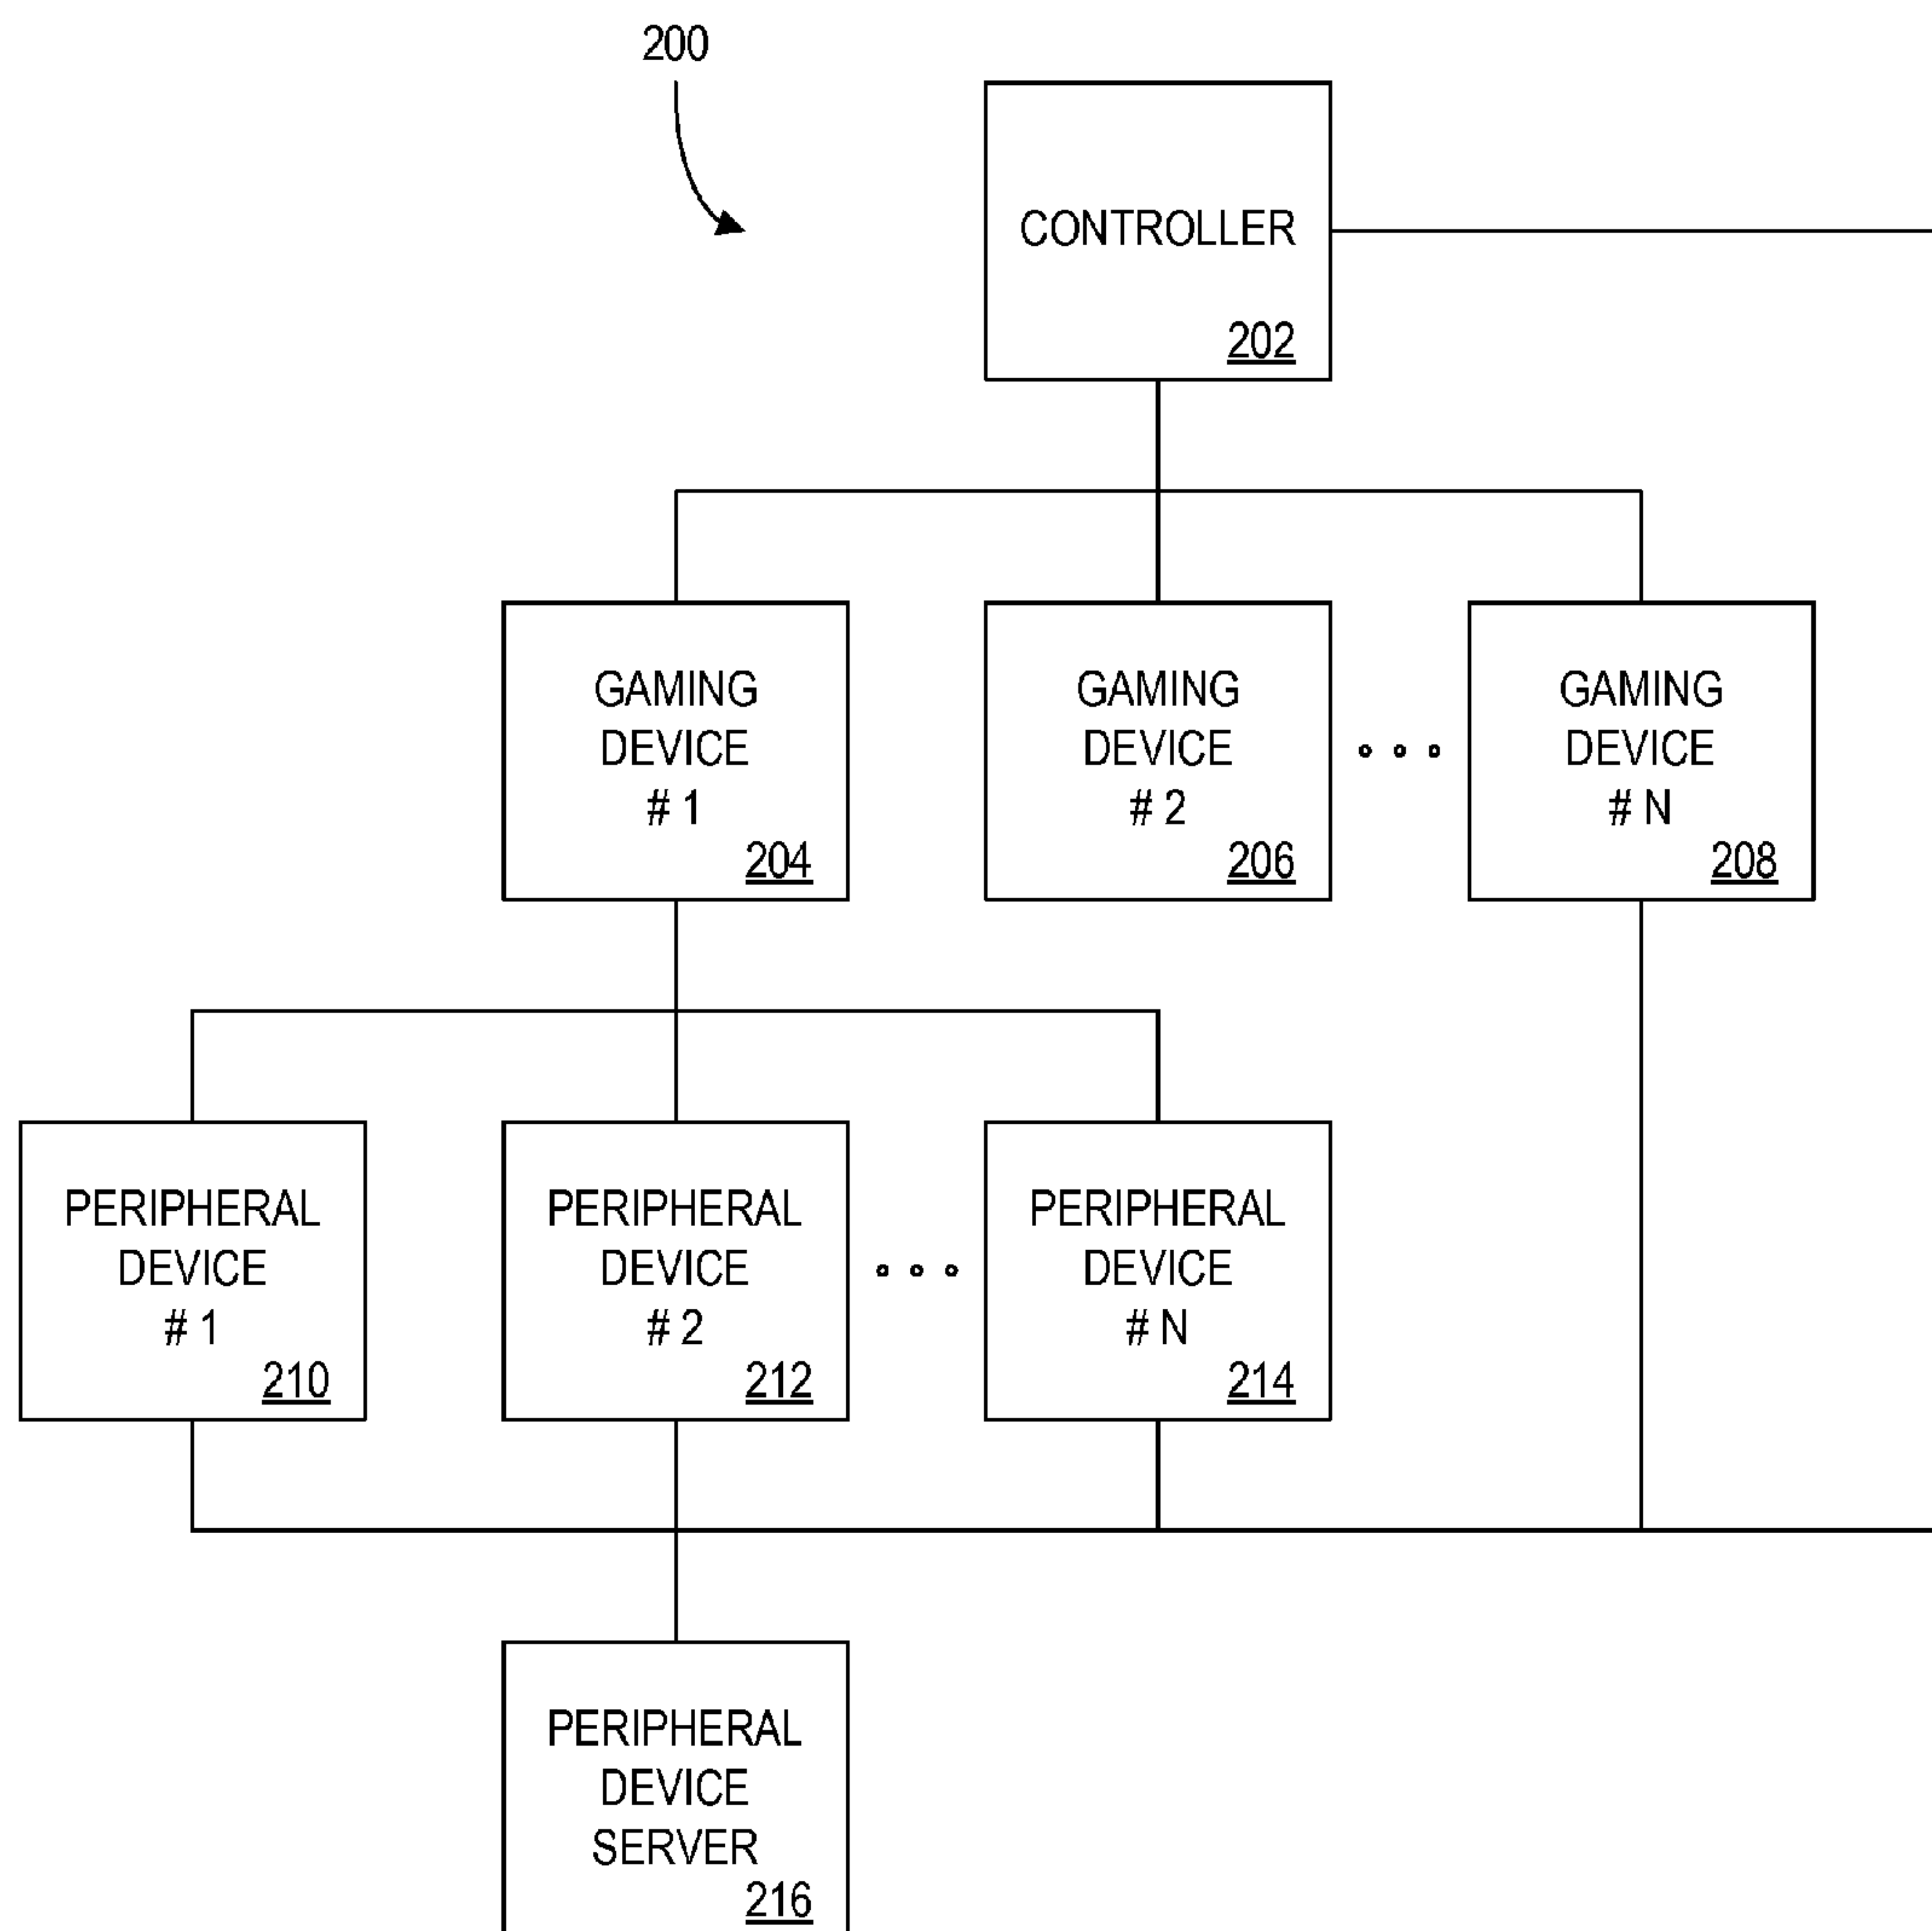 200
CONTROLLER
202
GAMING
DEVICE
# 1
204
GAMING
DEVICE
# 2
206
GAMING
DEVICE
# N
208
PERIPHERAL
DEVICE
# 1
210
PERIPHERAL
DEVICE
# 2
212
PERIPHERAL
DEVICE
# N
214
PERIPHERAL
DEVICE
SERVER
216